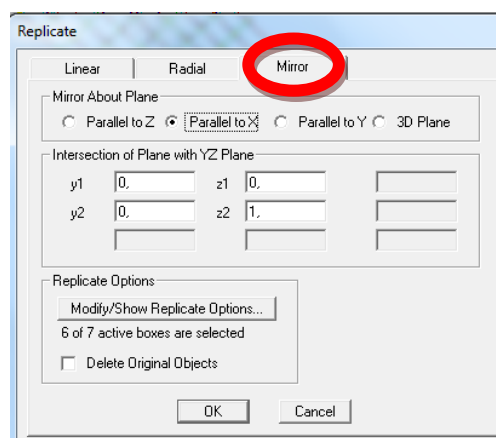 Replicate
Linear Radial Mirror
Mirror About Plane
Parallel to Z Parallel to X Parallel to Y 3D Plane
Intersection of Plane with YZ Plane
y1 0, z1 0,
y2 0, z2 1,
Replicate Options
Modify/Show Replicate Options...
6 of 7 active boxes are selected
Delete Original Objects
OK Cancel